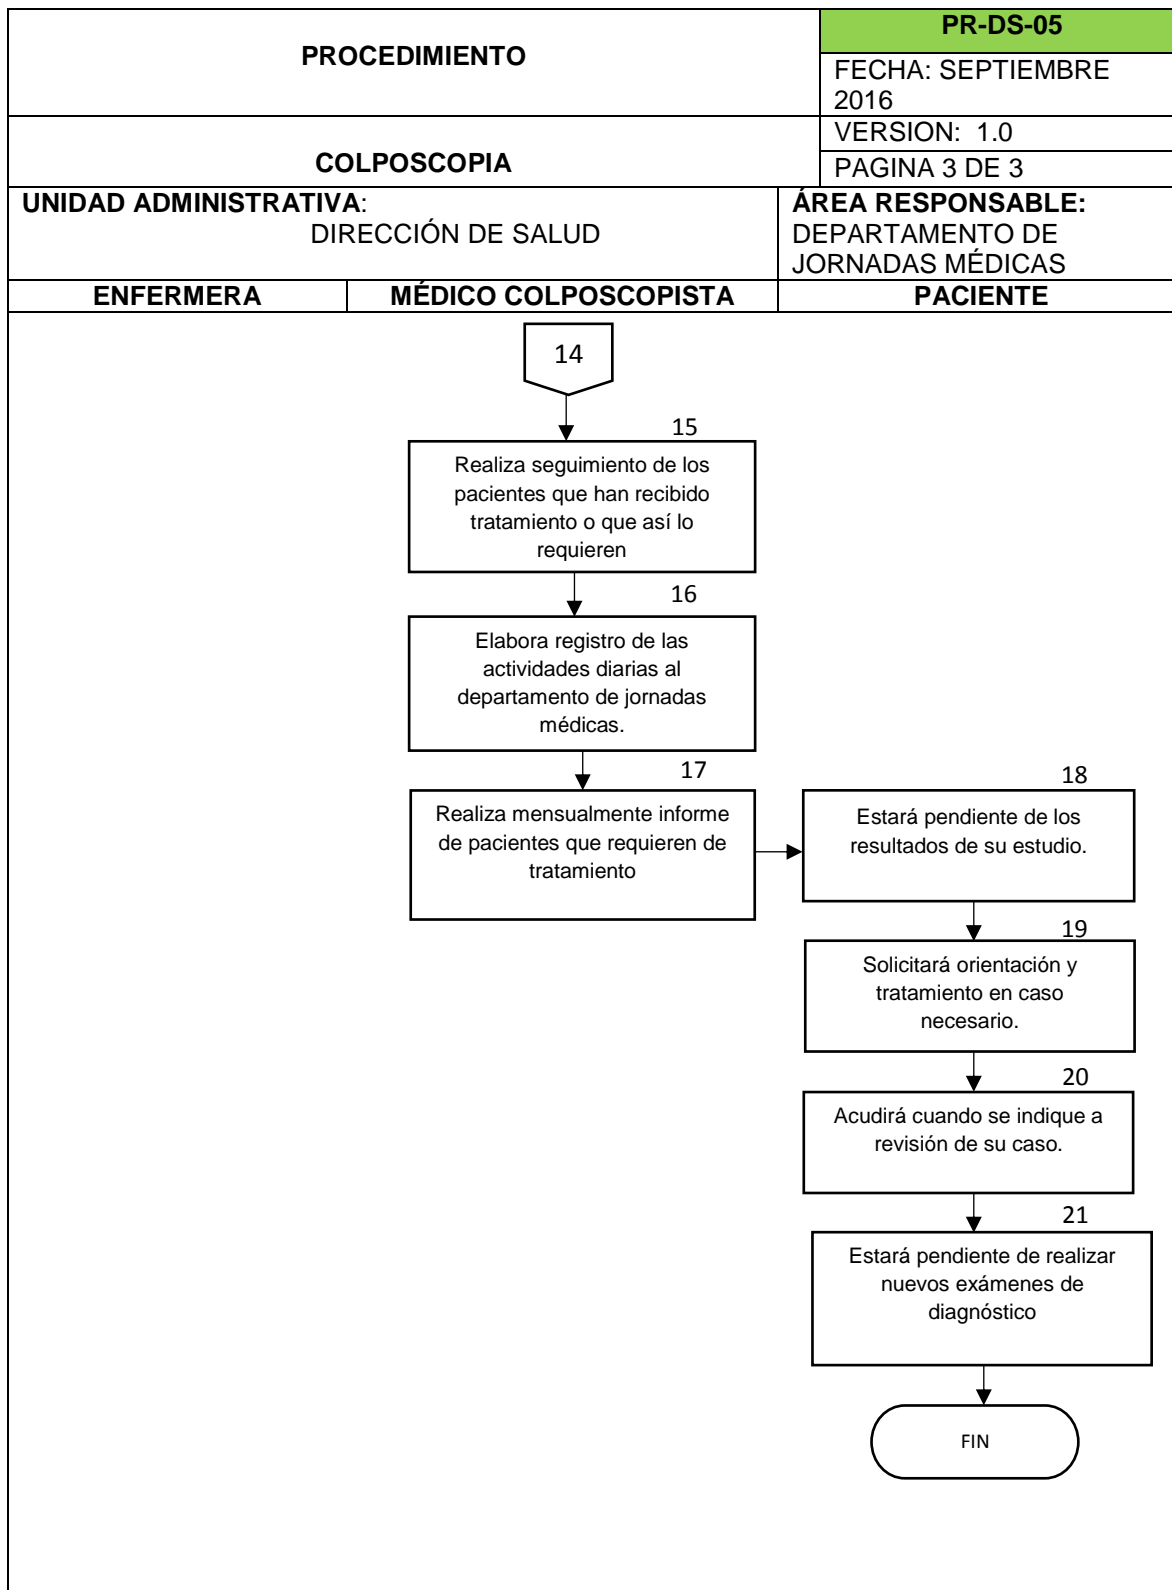 PROCEDIMIENTO
PR-DS-05
FECHA: SEPTIEMBRE
2016
COLPOSCOPIA
VERSION: 1.0
PAGINA 3 DE 3
UNIDAD ADMINISTRATIVA:
DIRECCIÓN DE SALUD
ÁREA RESPONSABLE:
DEPARTAMENTO DE
JORNADAS MÉDICAS
ENFERMERA
MÉDICO COLPOSCOPISTA
PACIENTE
14
15
Realiza seguimiento de los
pacientes que han recibido
tratamiento o que así lo
requieren
16
Elabora registro de las
actividades diarias al
departamento de jornadas
médicas.
17
Realiza mensualmente informe
de pacientes que requieren de
tratamiento
18
Estará pendiente de los
resultados de su estudio.
19
Solicitará orientación y
tratamiento en caso
necesario.
20
Acudirá cuando se indique a
revisión de su caso.
21
Estará pendiente de realizar
nuevos exámenes de
diagnóstico
FIN